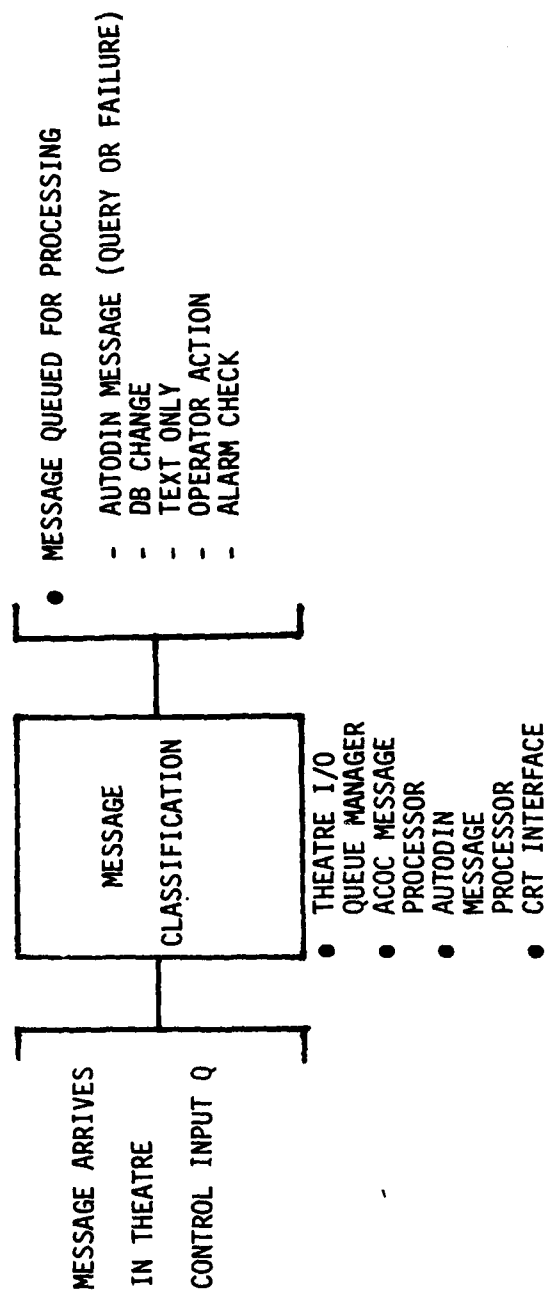 MESSAGE ARRIVES
IN THEATRE
CONTROL INPUT Q
MESSAGE
CLASSIFICATION
● THEATRE I/O
QUEUE MANAGER
● ACOC MESSAGE
PROCESSOR
● AUTODIN
MESSAGE
PROCESSOR
● CRT INTERFACE
● MESSAGE QUEUED FOR PROCESSING
- AUTODIN MESSAGE (QUERY OR FAILURE)
- DB CHANGE
- TEXT ONLY
- OPERATOR ACTION
- ALARM CHECK